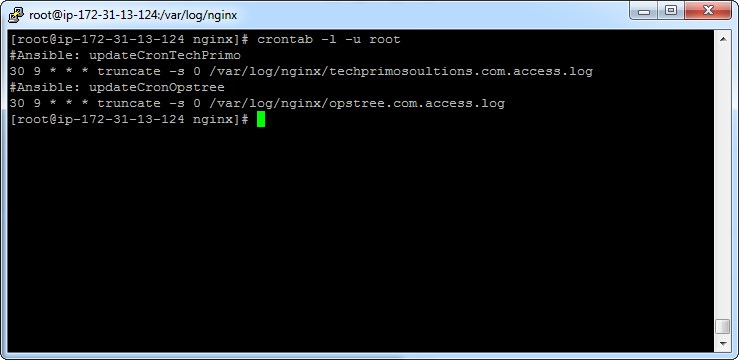 root@ip-172-31-13-124:/var/log/nginx
[root@ip-172-31-13-124 nginx]# crontab -l -u root
#Ansible: updateCronTechPrimo
30 9 * * * truncate -s 0 /var/log/nginx/techprimosoultions.com.access.log
#Ansible: updateCronOpstree
30 9 * * * truncate -s 0 /var/log/nginx/opstree.com.access.log
[root@ip-172-31-13-124 nginx]#